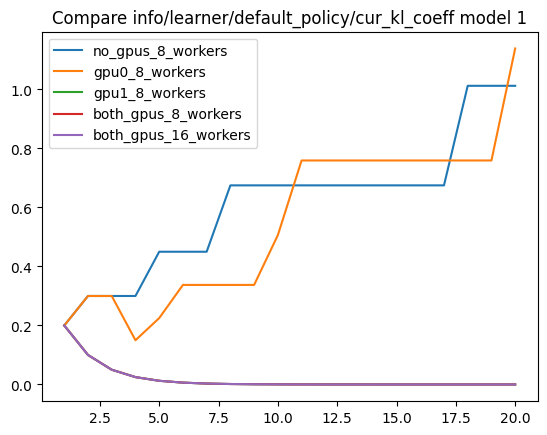 Compare info/learner/default_policy/cur_kl_coeff model 1
no_gpus_8_workers
gpu0_8_workers
gpu1_8_workers
both_gpus_8_workers
both_gpus_16_workers
1.0
0.8
0.6
0.4
0.2
0.0
2.5 5.0 7.5 10.0 12.5 15.0 17.5 20.0